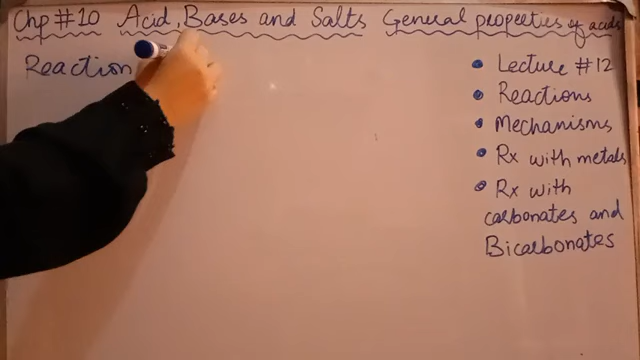 Chp #10 Acid, Bases and Salts General properties of acids
Reaction
Lecture #12
Reactions
Mechanisms
Rx with metals
Rx with
carbonates and
Bicarbonates